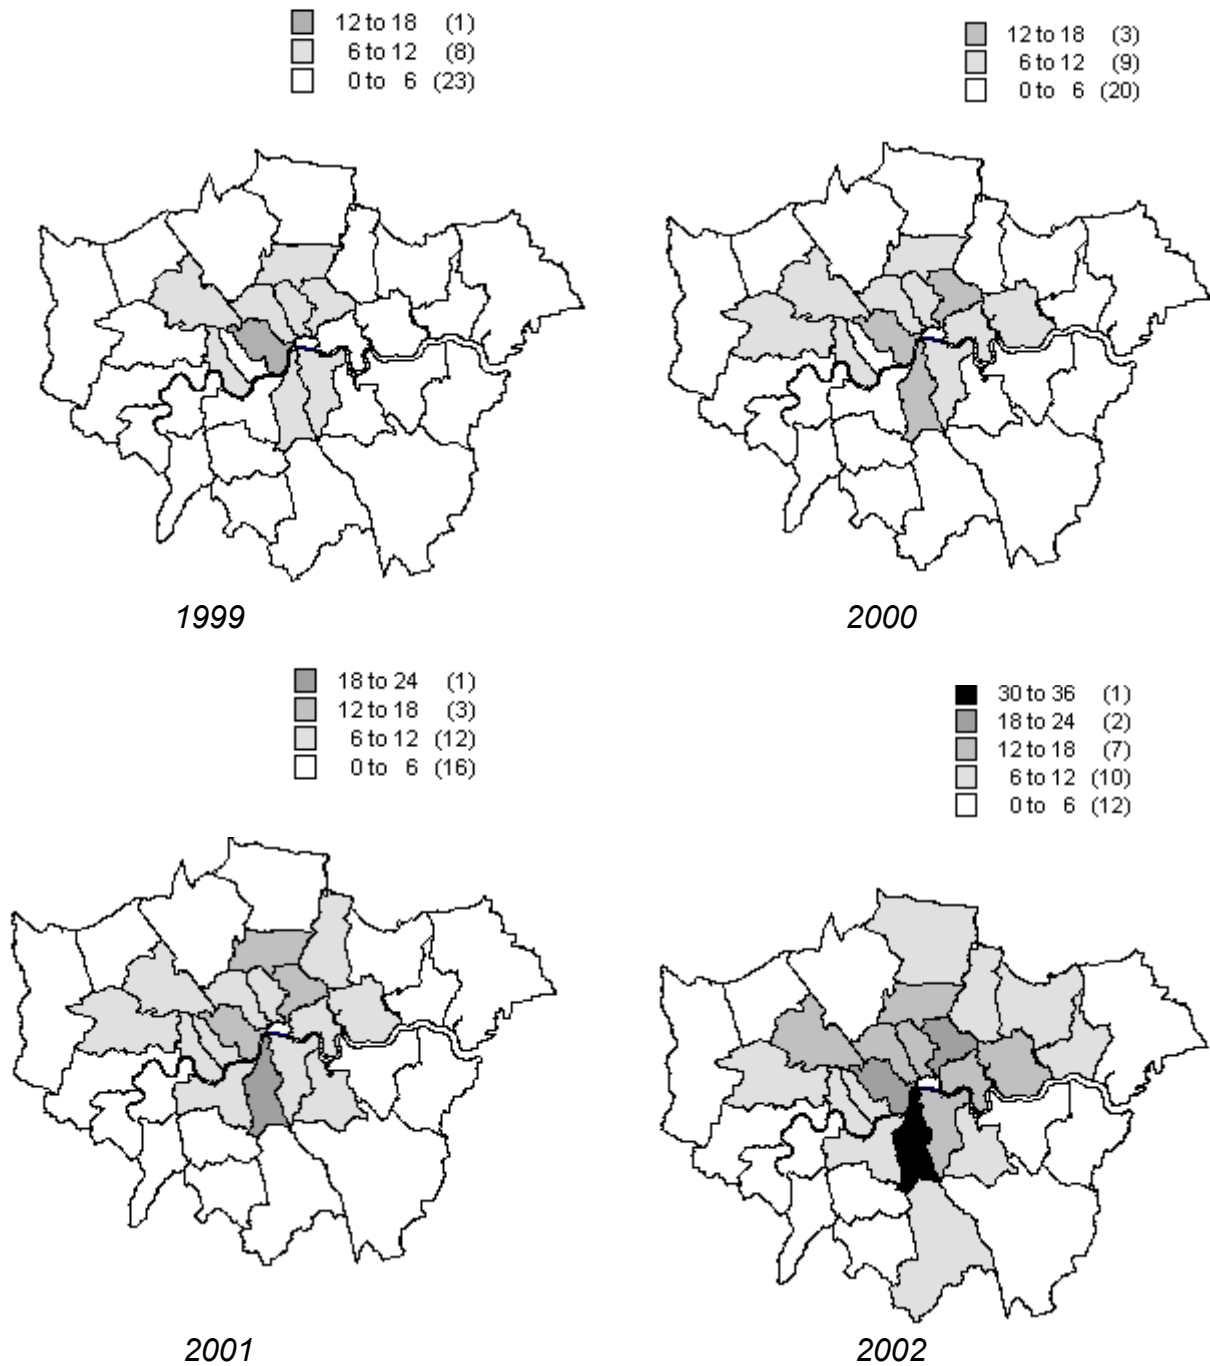 12 to 18 (1)
6 to 12 (8)
0 to 6 (23)
12 to 18 (3)
6 to 12 (9)
0 to 6 (20)
1999
2000
18 to 24 (1)
12 to 18 (3)
6 to 12 (12)
0 to 6 (16)
30 to 36 (1)
18 to 24 (2)
12 to 18 (7)
6 to 12 (10)
0 to 6 (12)
2001
2002